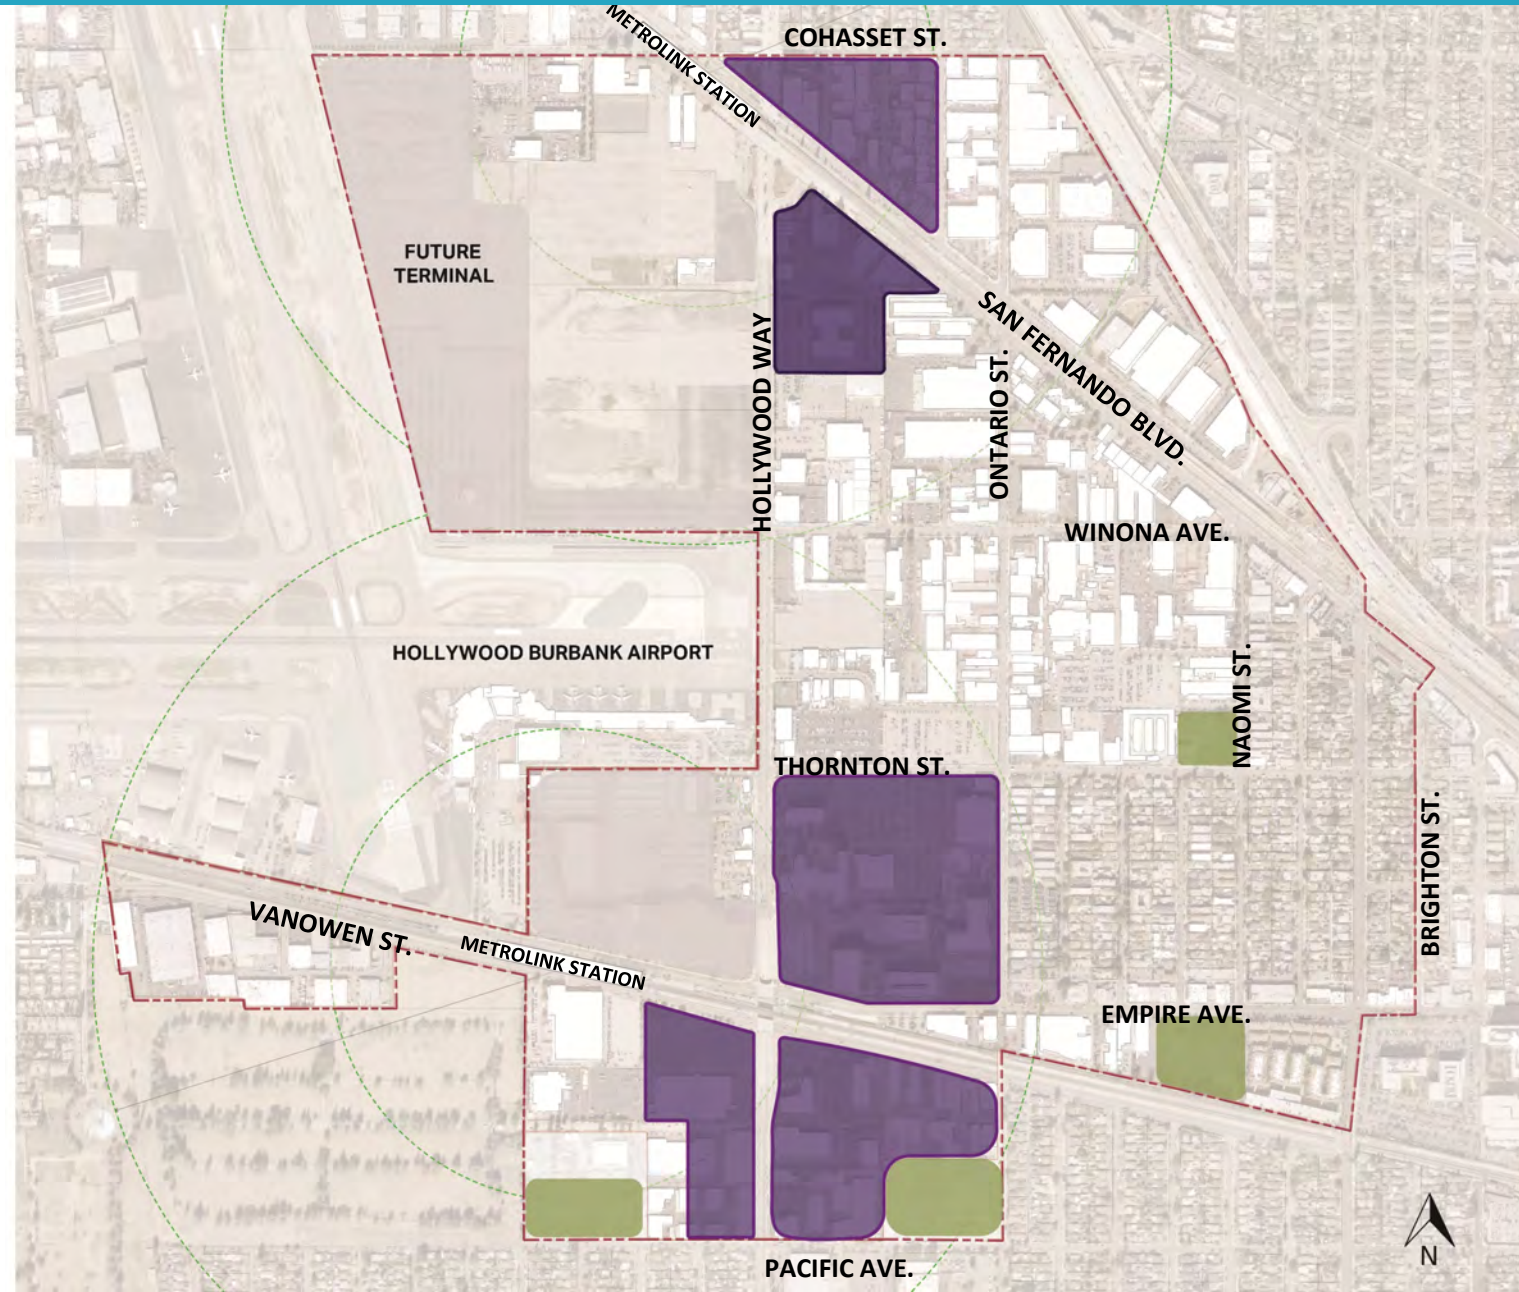 COHASSET ST.
METROLINK STATION
FUTURE
TERMINAL
SAN FERNANDO BLVD.
HOLLYWOOD WAY
ONTARIO ST.
WINONA AVE.
HOLLYWOOD BURBANK AIRPORT
NAOMI ST.
THORNTON ST.
BRIGHTON ST.
VANOWEN ST.
METROLINK STATION
EMPIRE AVE.
PACIFIC AVE.
N